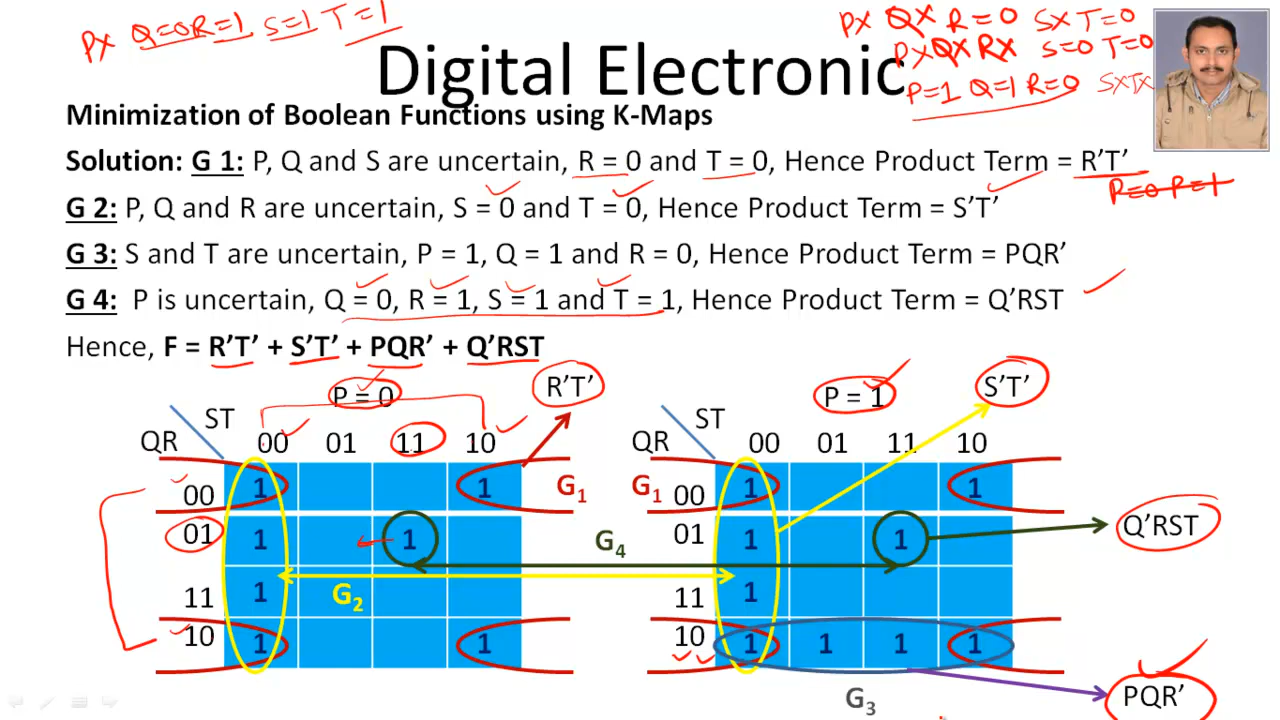 PX Q=0 R=1 S=1 T=1
PX QX R=0 SX T=0
PX QX RX S=0 T=0
P=1 Q=1 R=0 SXTX
Digital Electronic
Minimization of Boolean Functions using K-Maps
Solution: G 1: P, Q and S are uncertain, R = 0 and T = 0, Hence Product Term = R’T’
R=0 R=1
G 2: P, Q and R are uncertain, S = 0 and T = 0, Hence Product Term = S’T’
G 3: S and T are uncertain, P = 1, Q = 1 and R = 0, Hence Product Term = PQR’
G 4: P is uncertain, Q = 0, R = 1, S = 1 and T = 1, Hence Product Term = Q’RST
Hence, F = R’T’ + S’T’ + PQR’ + Q’RST
P = 0 R’T’ P = 1 S’T’
ST ST
QR 00 01 11 10 QR 00 01 11 10
00 1 1 G1 G1 00 1 1
01 1 1 G4 01 1 1 Q’RST
11 1 G2 11 1
10 1 1 10 1 1 1 1
G3 PQR’